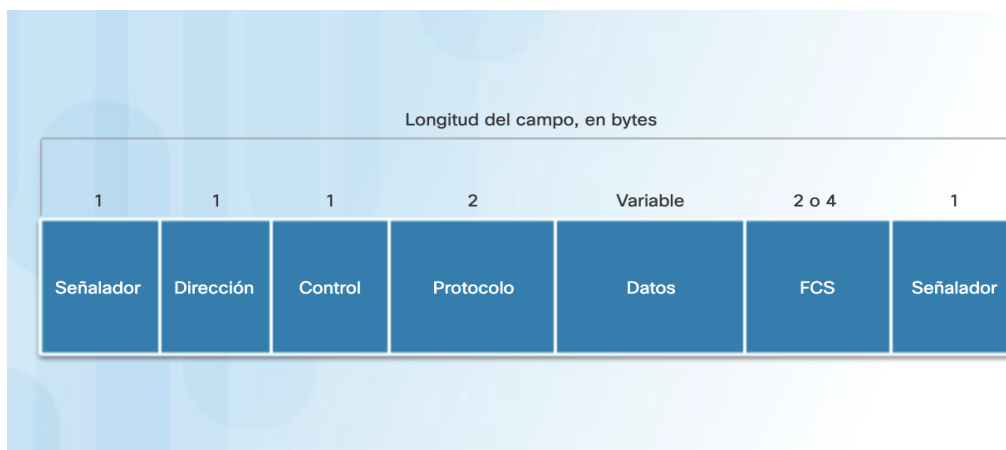 Longitud del campo, en bytes
1 1 1 2 Variable 2 o 4 1
Señalador Dirección Control Protocolo Datos FCS Señalador